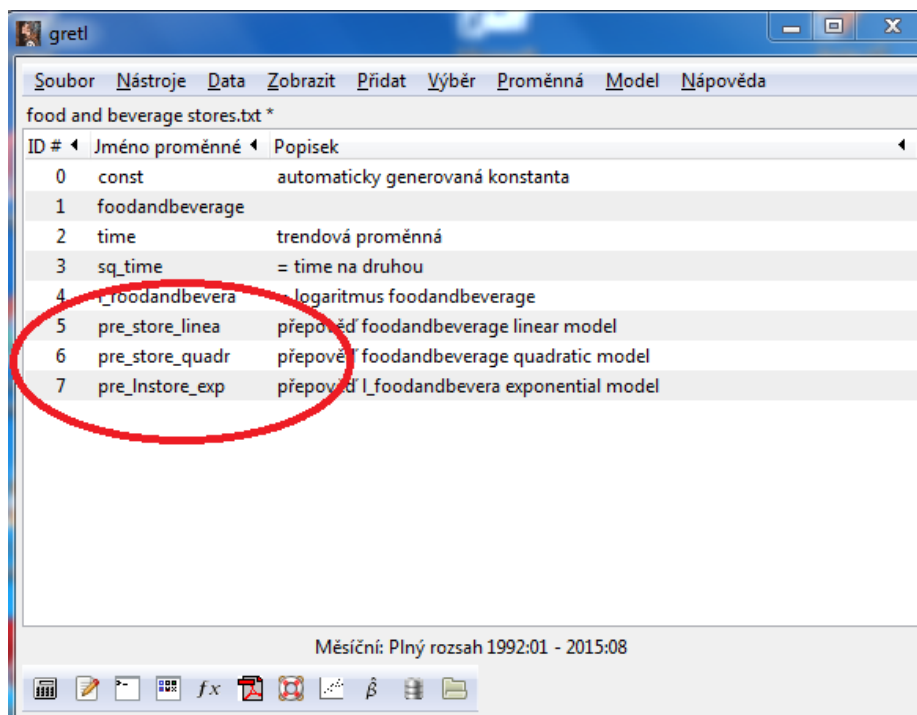 gretl
Soubor Nástroje Data Zobrazit Přidat Výběr Proměnná Model Nápověda
food and beverage stores.txt *
ID # Jméno proměnné Popisek
0 const automaticky generovaná konstanta
1 foodandbeverage
2 time trendová proměnná
3 sq_time = time na druhou
4 l_foodandbevera = logaritmus foodandbeverage
5 pre_store_linea přepověď foodandbeverage linear model
6 pre_store_quadr přepověď foodandbeverage quadratic model
7 pre_lnstore_exp přepověď l_foodandbevera exponential model
Měsíční: Plný rozsah 1992:01 - 2015:08
fx β̂